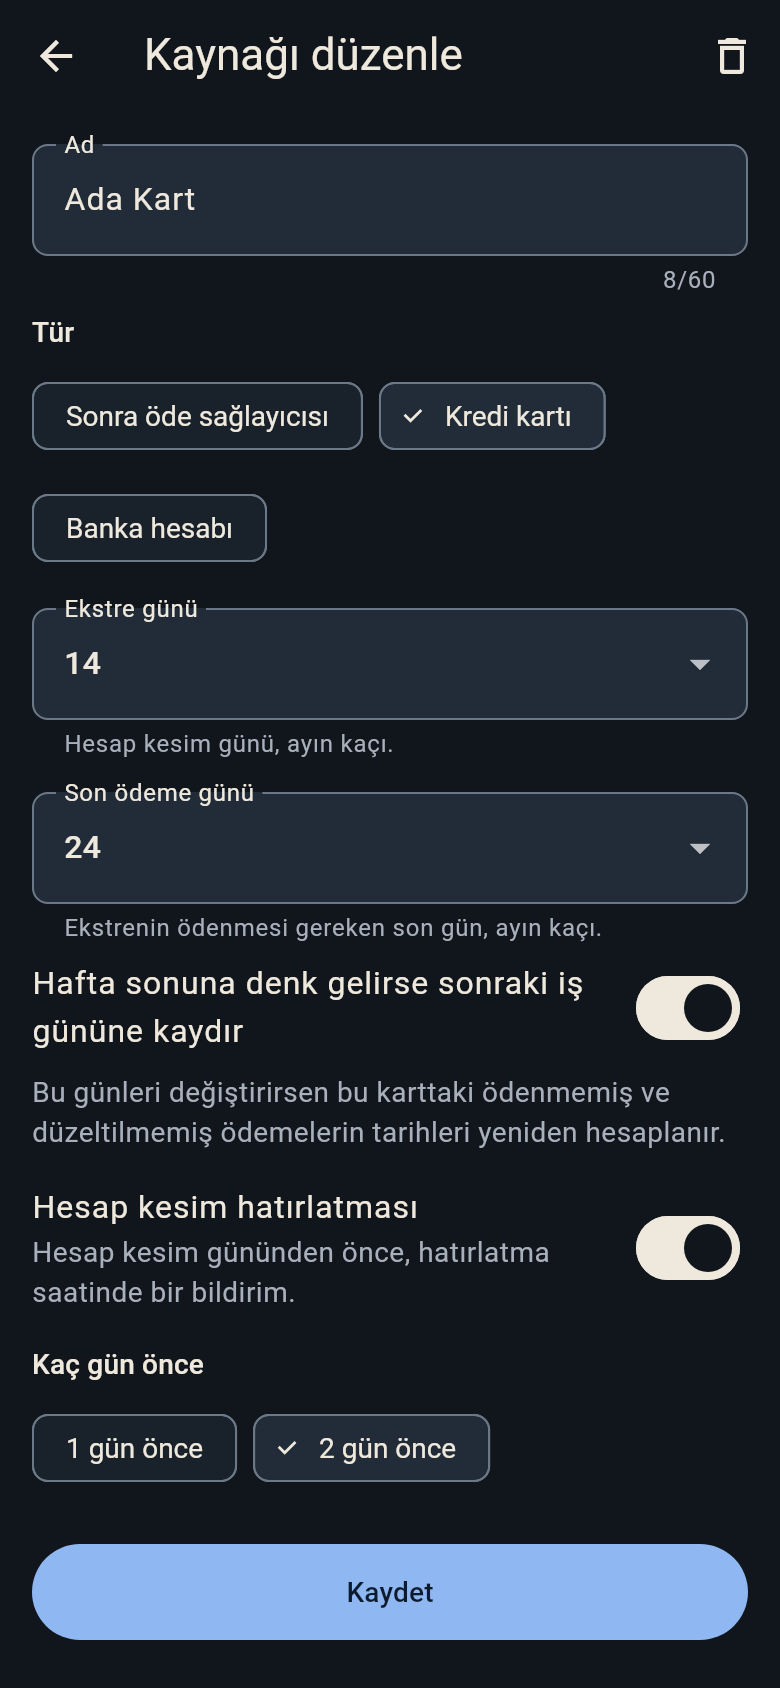 Kaynağı düzenle
Ad
Ada Kart
8/60
Tür
Sonra öde sağlayıcısı
Kredi kartı
Banka hesabı
Ekstre günü
14
Hesap kesim günü, ayın kaçı.
Son ödeme günü
24
Ekstrenin ödenmesi gereken son gün, ayın kaçı.
Hafta sonuna denk gelirse sonraki iş
gününe kaydır
Bu günleri değiştirirsen bu karttaki ödenmemiş ve
düzeltilmemiş ödemelerin tarihleri yeniden hesaplanır.
Hesap kesim hatırlatması
Hesap kesim gününden önce, hatırlatma
saatinde bir bildirim.
Kaç gün önce
1 gün önce
2 gün önce
Kaydet